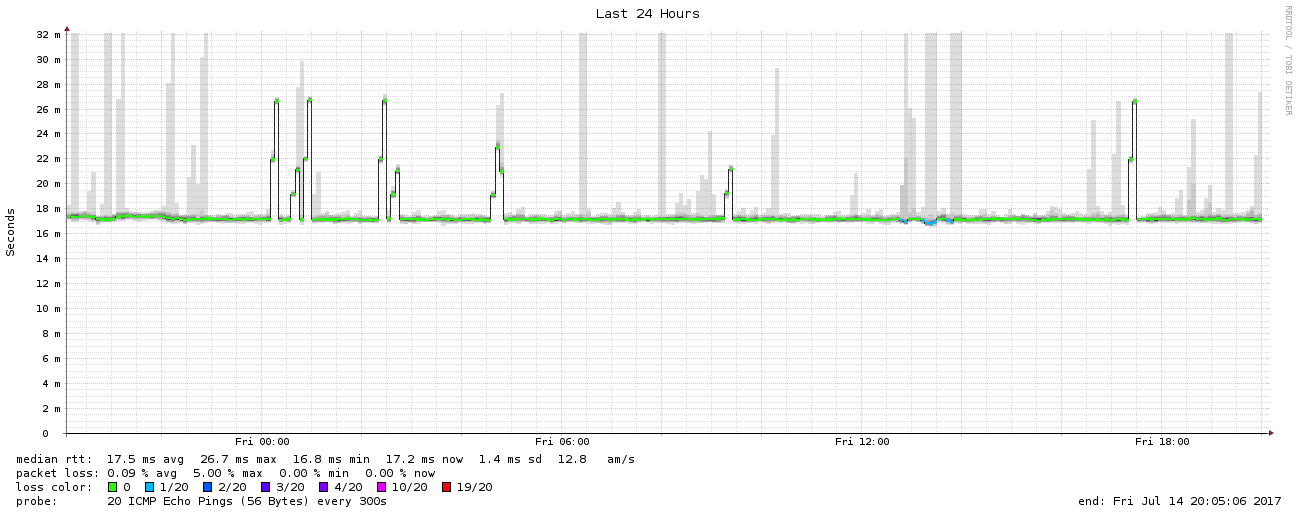 Last 24 Hours
RRDTOOL / TOBI OETIKER
Seconds
32 m
30 m
28 m
26 m
24 m
22 m
20 m
18 m
16 m
14 m
12 m
10 m
8 m
6 m
4 m
2 m
0
Fri 00:00 Fri 06:00 Fri 12:00 Fri 18:00
median rtt: 17.5 ms avg 26.7 ms max 16.8 ms min 17.2 ms now 1.4 ms sd 12.8 am/s
packet loss: 0.09 % avg 5.00 % max 0.00 % min 0.00 % now
loss color: 0 1/20 2/20 3/20 4/20 10/20 19/20
probe: 20 ICMP Echo Pings (56 Bytes) every 300s end: Fri Jul 14 20:05:06 2017